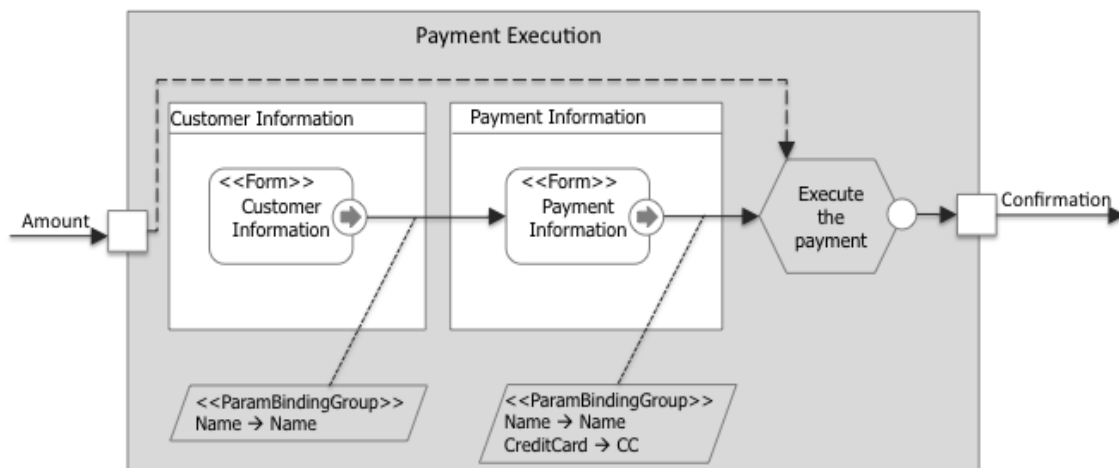 Payment Execution
Customer Information
Payment Information
<<Form>>
Customer
Information
<<Form>>
Payment
Information
Execute
the
payment
Amount
Confirmation
<<ParamBindingGroup>>
Name → Name
<<ParamBindingGroup>>
Name → Name
CreditCard → CC